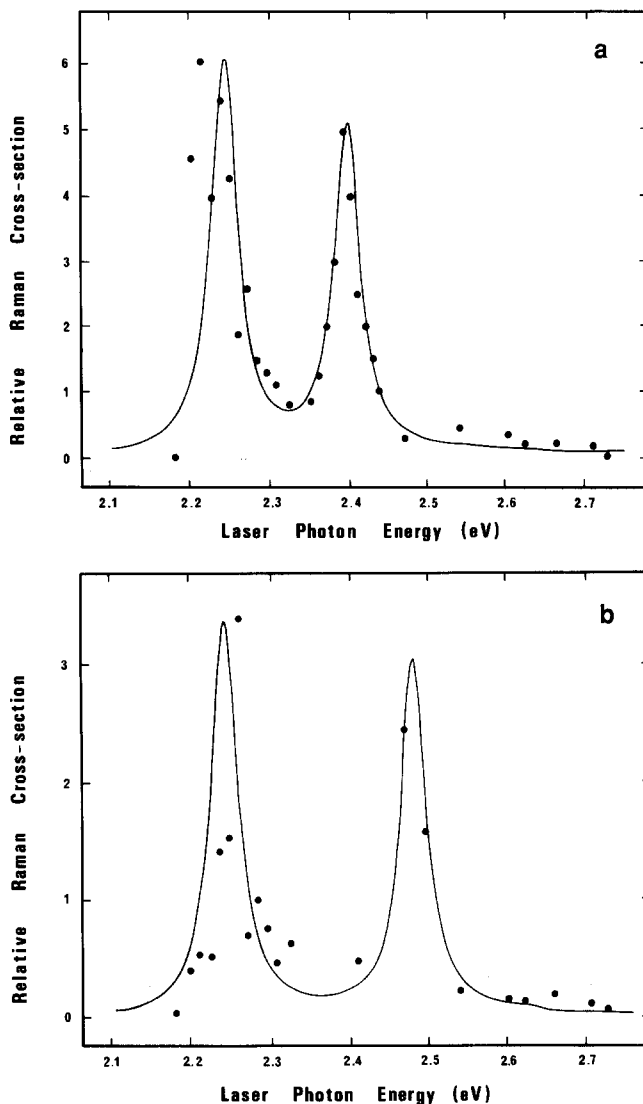 a
6
5
4
3
2
1
0
Relative Raman Cross-section
2.1 2.2 2.3 2.4 2.5 2.6 2.7
Laser Photon Energy (eV)
b
3
2
1
0
Relative Raman Cross-section
2.1 2.2 2.3 2.4 2.5 2.6 2.7
Laser Photon Energy (eV)